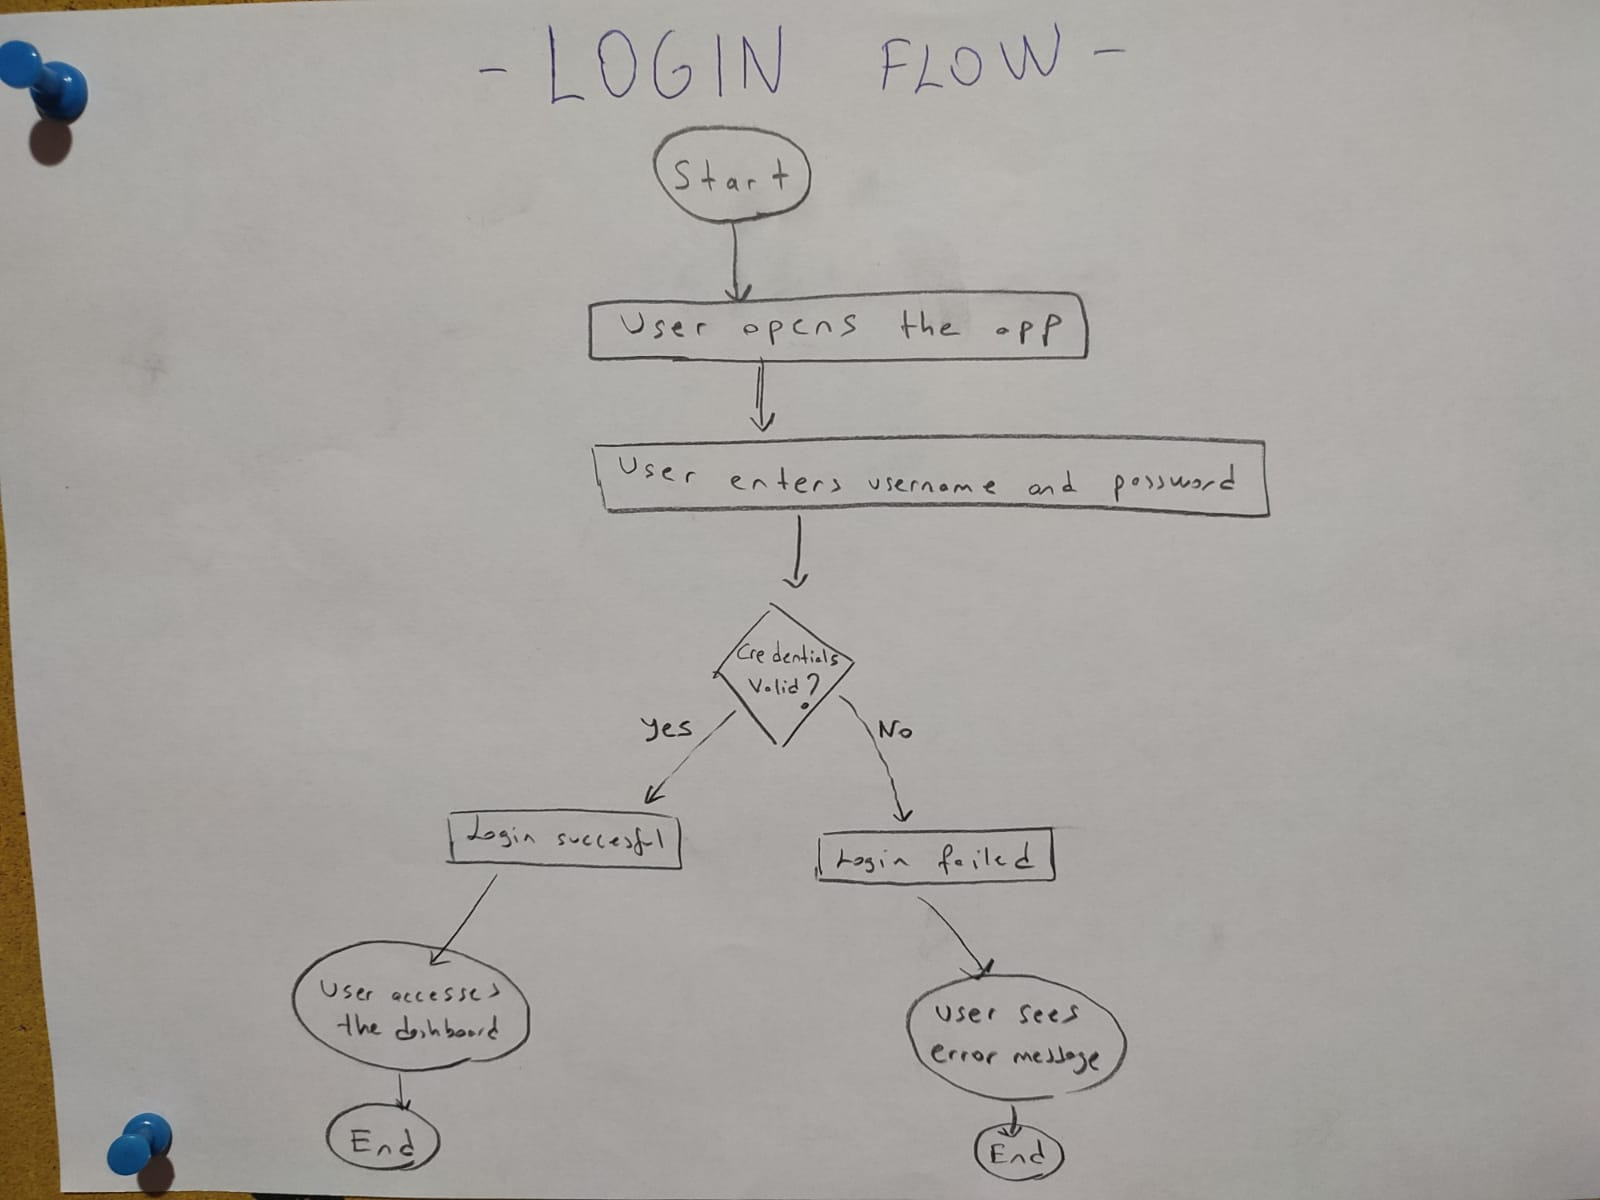 - LOGIN FLOW -
Start
User opens the app
User enters username and password
Credentials
Valid?
Yes
No
Login succesful
Login failed
User accesses
the dashboard
User sees
error message
End
End